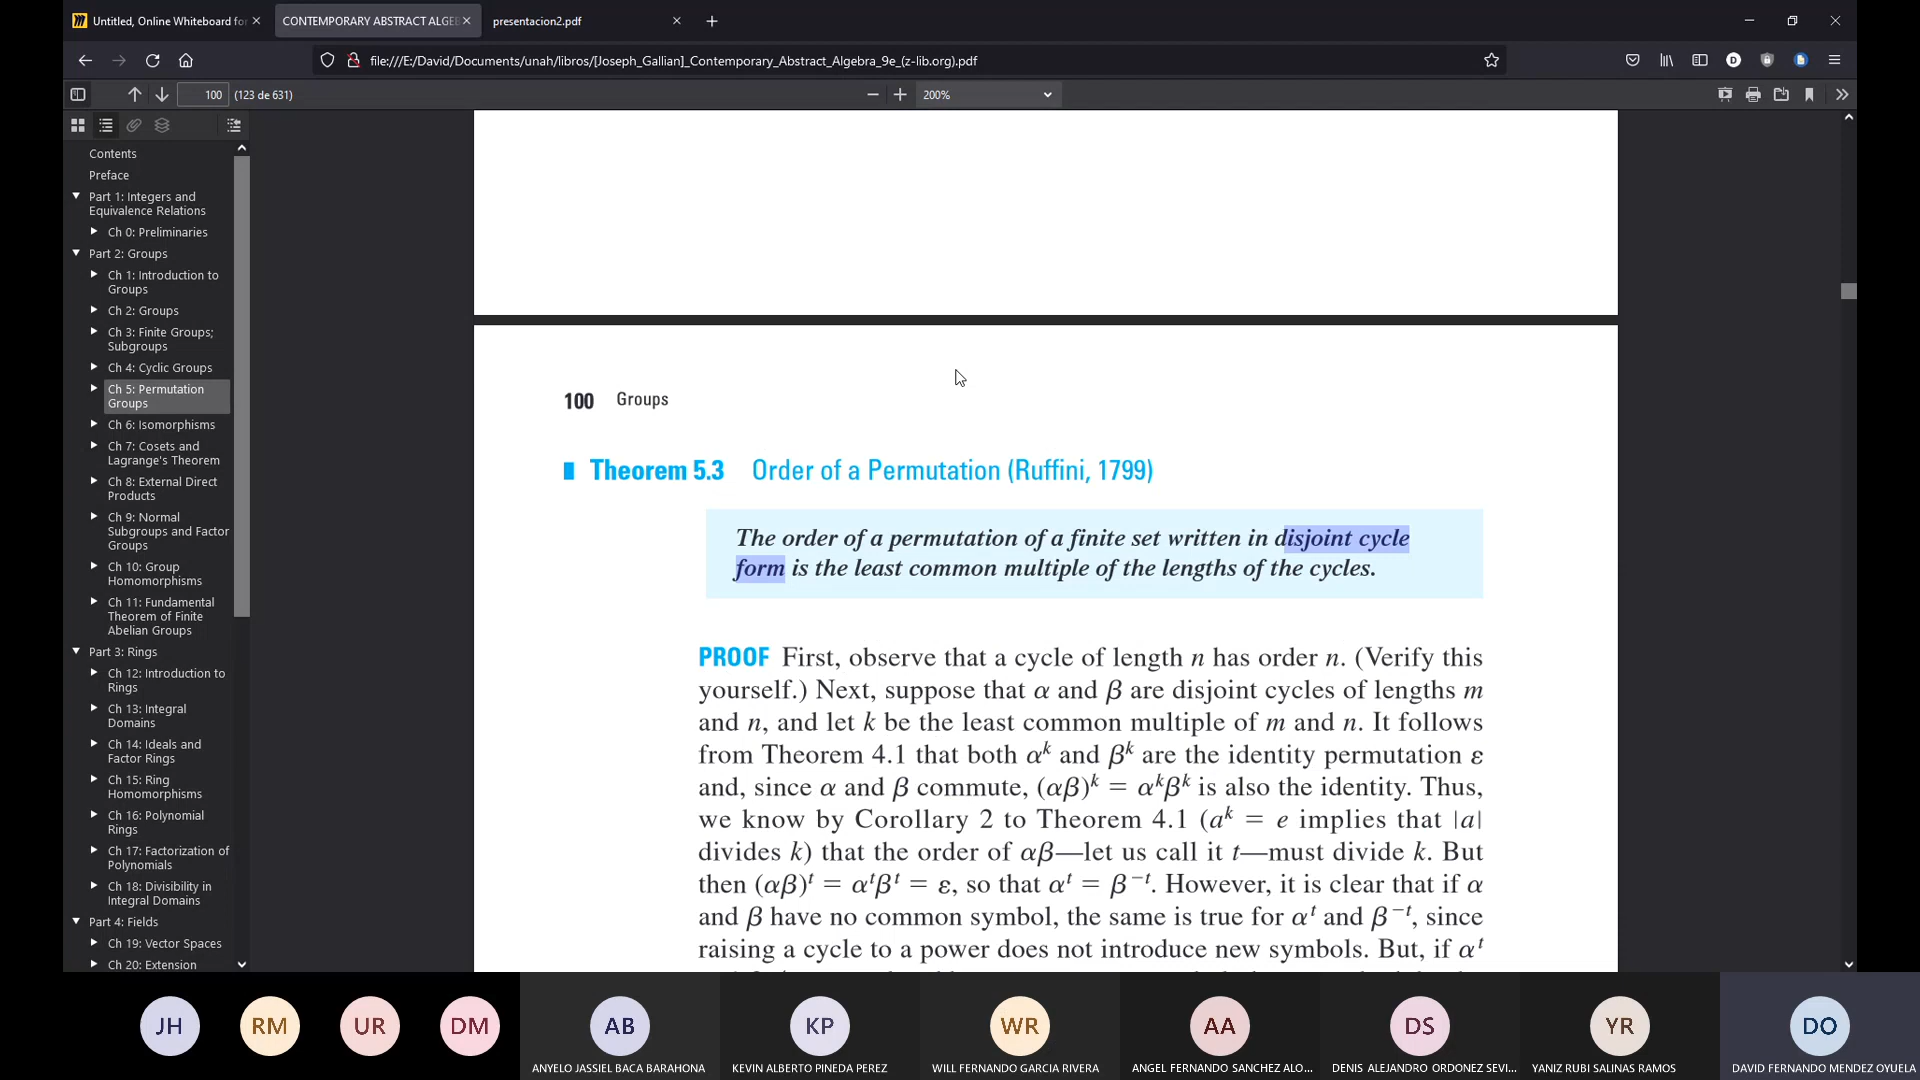 Untitled, Online Whiteboard for
CONTEMPORARY ABSTRACT ALGEB
presentacion2.pdf
file:///E:/David/Documents/unah/libros/[Joseph_Gallian]_Contemporary_Abstract_Algebra_9e_(z-lib.org).pdf
D
100 (123 de 631)
200%
Contents
Preface
Part 1: Integers and
Equivalence Relations
Ch 0: Preliminaries
Part 2: Groups
Ch 1: Introduction to
Groups
Ch 2: Groups
Ch 3: Finite Groups;
Subgroups
Ch 4: Cyclic Groups
Ch 5: Permutation
Groups
Ch 6: Isomorphisms
Ch 7: Cosets and
Lagrange's Theorem
Ch 8: External Direct
Products
Ch 9: Normal
Subgroups and Factor
Groups
Ch 10: Group
Homomorphisms
Ch 11: Fundamental
Theorem of Finite
Abelian Groups
Part 3: Rings
Ch 12: Introduction to
Rings
Ch 13: Integral
Domains
Ch 14: Ideals and
Factor Rings
Ch 15: Ring
Homomorphisms
Ch 16: Polynomial
Rings
Ch 17: Factorization of
Polynomials
Ch 18: Divisibility in
Integral Domains
Part 4: Fields
Ch 19: Vector Spaces
Ch 20: Extension
100 Groups
Theorem 5.3 Order of a Permutation (Ruffini, 1799)
The order of a permutation of a finite set written in disjoint cycle
form is the least common multiple of the lengths of the cycles.
PROOF First, observe that a cycle of length n has order n. (Verify this
yourself.) Next, suppose that α and β are disjoint cycles of lengths m
and n, and let k be the least common multiple of m and n. It follows
from Theorem 4.1 that both αᵏ and βᵏ are the identity permutation ε
and, since α and β commute, (αβ)ᵏ = αᵏβᵏ is also the identity. Thus,
we know by Corollary 2 to Theorem 4.1 (aᵏ = e implies that |a|
divides k) that the order of αβ—let us call it t—must divide k. But
then (αβ)ᵗ = αᵗβᵗ = ε, so that αᵗ = β⁻ᵗ. However, it is clear that if α
and β have no common symbol, the same is true for αᵗ and β⁻ᵗ, since
raising a cycle to a power does not introduce new symbols. But, if αᵗ
JH RM UR DM AB KP WR AA DS YR DO
ANYELO JASSIEL BACA BARAHONA
KEVIN ALBERTO PINEDA PEREZ
WILL FERNANDO GARCIA RIVERA
ANGEL FERNANDO SANCHEZ ALO...
DENIS ALEJANDRO ORDONEZ SEVI...
YANIZ RUBI SALINAS RAMOS
DAVID FERNANDO MENDEZ OYUELA